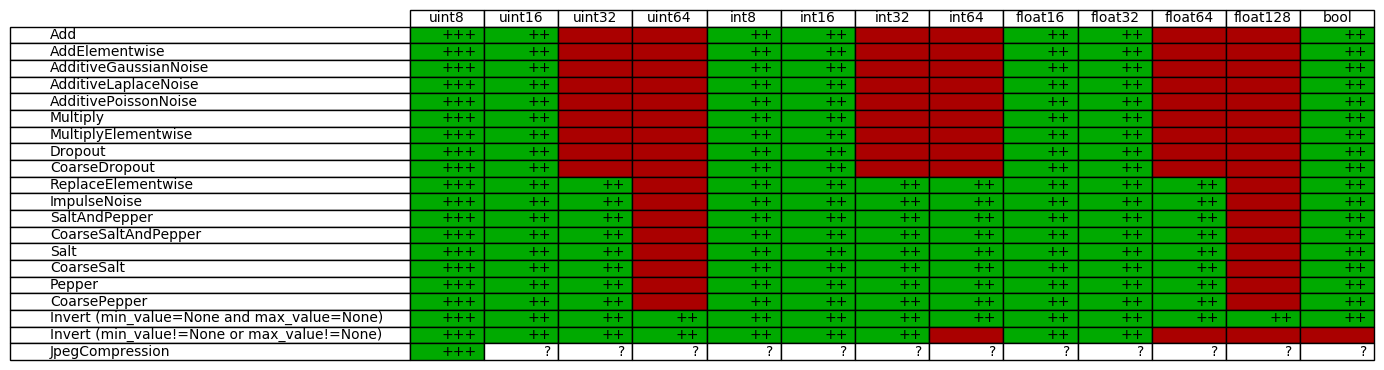 uint8 uint16 uint32 uint64 int8 int16 int32 int64 float16 float32 float64 float128 bool
Add +++ ++ ++ ++ ++ ++ ++
AddElementwise +++ ++ ++ ++ ++ ++ ++
AdditiveGaussianNoise +++ ++ ++ ++ ++ ++ ++
AdditiveLaplaceNoise +++ ++ ++ ++ ++ ++ ++
AdditivePoissonNoise +++ ++ ++ ++ ++ ++ ++
Multiply +++ ++ ++ ++ ++ ++ ++
MultiplyElementwise +++ ++ ++ ++ ++ ++ ++
Dropout +++ ++ ++ ++ ++ ++ ++
CoarseDropout +++ ++ ++ ++ ++ ++ ++
ReplaceElementwise +++ ++ ++ ++ ++ ++ ++ ++ ++ ++ ++
ImpulseNoise +++ ++ ++ ++ ++ ++ ++ ++ ++ ++ ++
SaltAndPepper +++ ++ ++ ++ ++ ++ ++ ++ ++ ++ ++
CoarseSaltAndPepper +++ ++ ++ ++ ++ ++ ++ ++ ++ ++ ++
Salt +++ ++ ++ ++ ++ ++ ++ ++ ++ ++ ++
CoarseSalt +++ ++ ++ ++ ++ ++ ++ ++ ++ ++ ++
Pepper +++ ++ ++ ++ ++ ++ ++ ++ ++ ++ ++
CoarsePepper +++ ++ ++ ++ ++ ++ ++ ++ ++ ++ ++
Invert (min_value=None and max_value=None) +++ ++ ++ ++ ++ ++ ++ ++ ++ ++ ++ ++ ++
Invert (min_value!=None or max_value!=None) +++ ++ ++ ++ ++ ++ ++ ++ ++
JpegCompression +++ ? ? ? ? ? ? ? ? ? ? ? ?